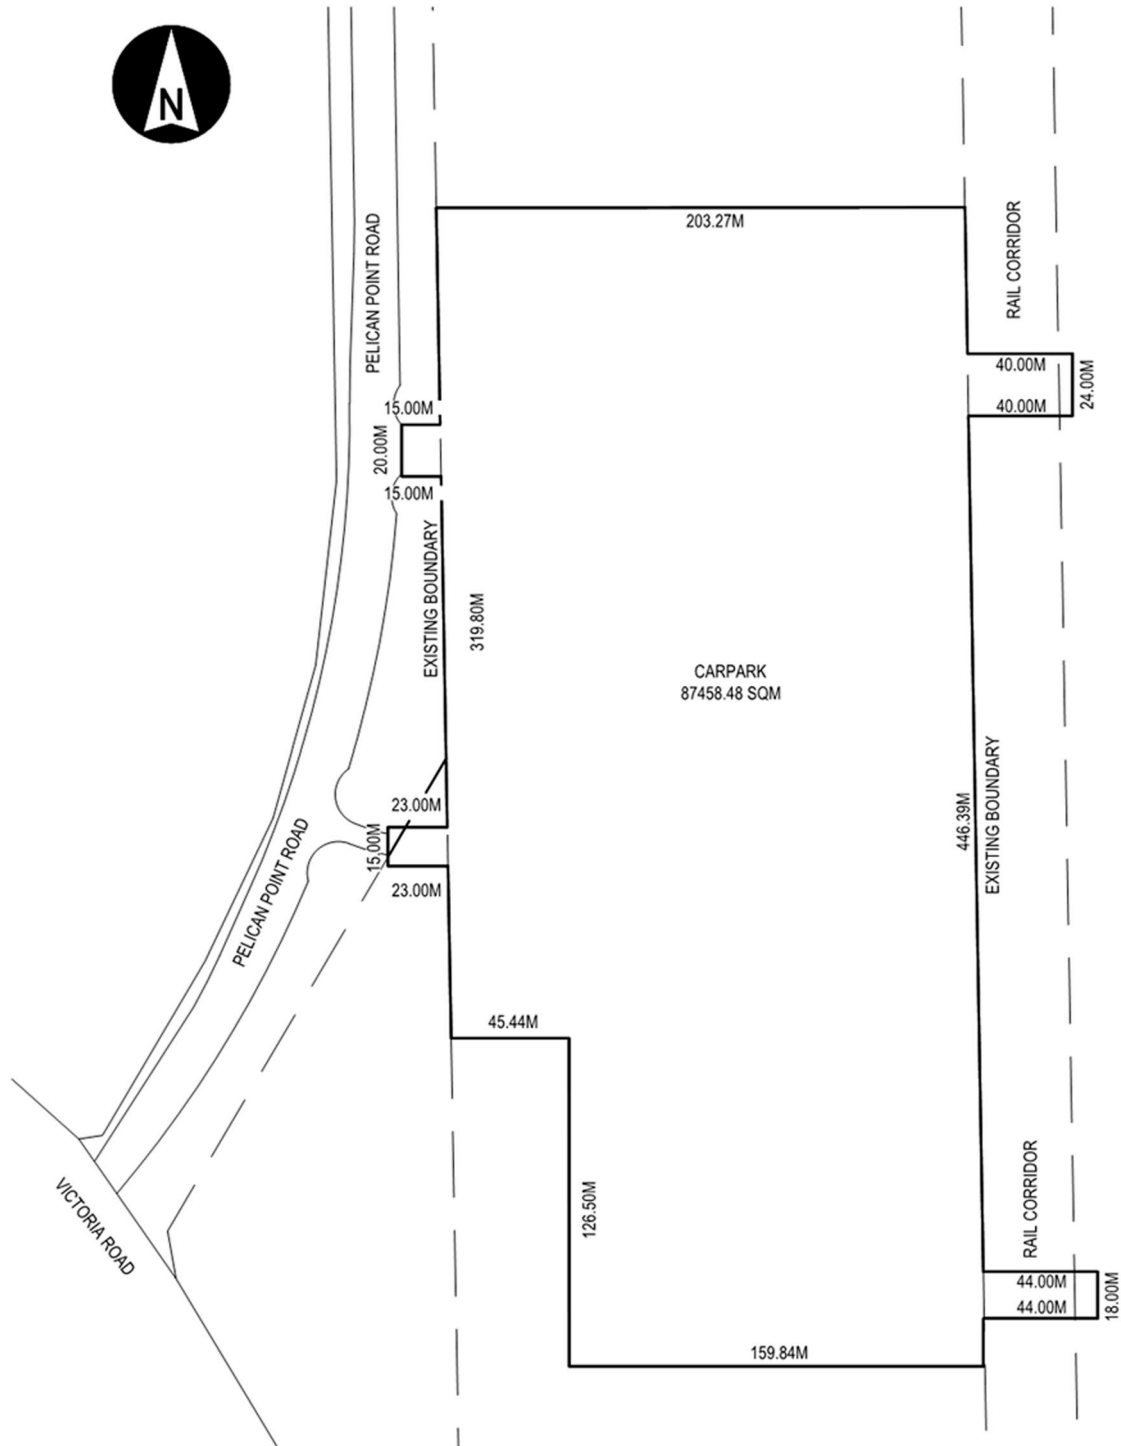 N
203.27M
PELICAN POINT ROAD
RAIL CORRIDOR
40.00M
24.00M
40.00M
15.00M
20.00M
15.00M
EXISTING BOUNDARY
319.80M
CARPARK
87458.48 SQM
23.00M
15.00M
23.00M
446.39M
EXISTING BOUNDARY
PELICAN POINT ROAD
45.44M
126.50M
VICTORIA ROAD
RAIL CORRIDOR
44.00M
44.00M
18.00M
159.84M